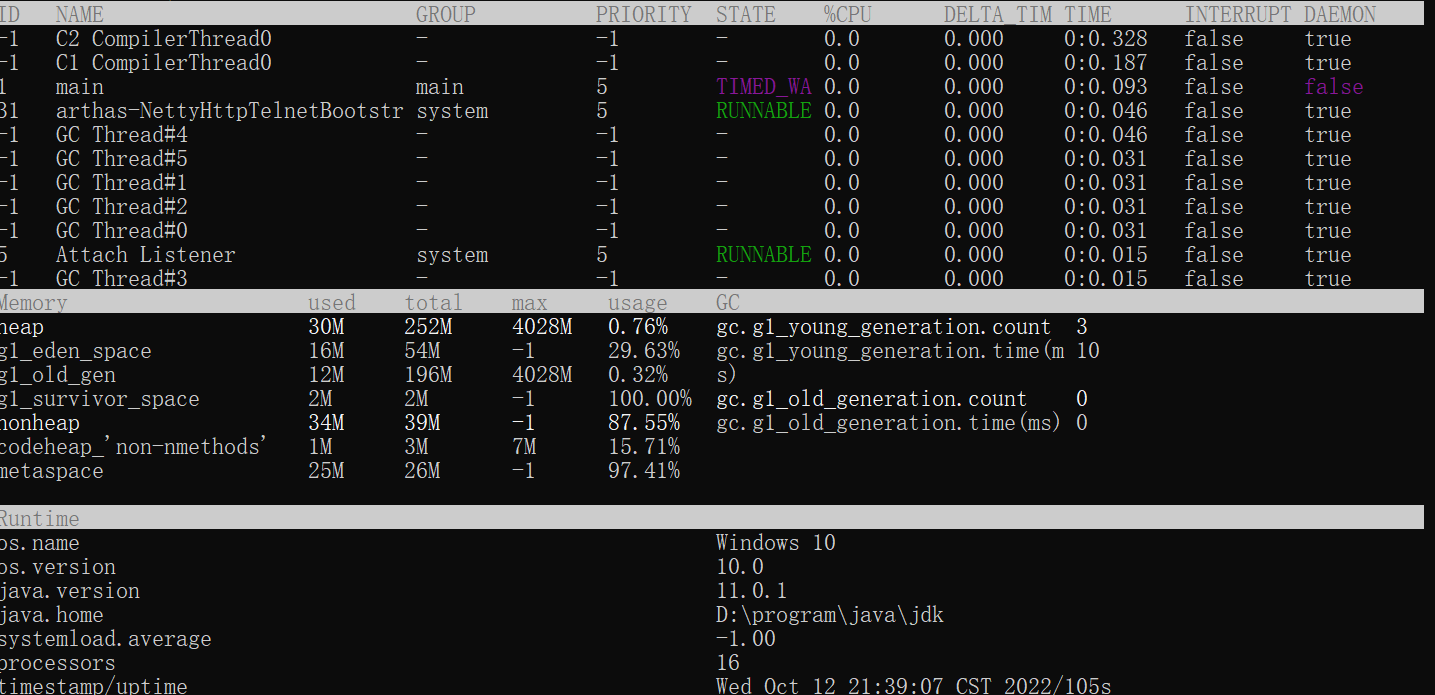 ID NAME GROUP PRIORITY STATE %CPU DELTA_TIM TIME INTERRUPT DAEMON
-1 C2 CompilerThread0 - -1 - 0.0 0.000 0:0.328 false true
-1 C1 CompilerThread0 - -1 - 0.0 0.000 0:0.187 false true
1 main main 5 TIMED_WA 0.0 0.000 0:0.093 false false
31 arthas-NettyHttpTelnetBootstr system 5 RUNNABLE 0.0 0.000 0:0.046 false true
-1 GC Thread#4 - -1 - 0.0 0.000 0:0.046 false true
-1 GC Thread#5 - -1 - 0.0 0.000 0:0.031 false true
-1 GC Thread#1 - -1 - 0.0 0.000 0:0.031 false true
-1 GC Thread#2 - -1 - 0.0 0.000 0:0.031 false true
-1 GC Thread#0 - -1 - 0.0 0.000 0:0.031 false true
5 Attach Listener system 5 RUNNABLE 0.0 0.000 0:0.015 false true
-1 GC Thread#3 - -1 - 0.0 0.000 0:0.015 false true
Memory used total max usage GC
heap 30M 252M 4028M 0.76% gc.g1_young_generation.count 3
g1_eden_space 16M 54M -1 29.63% gc.g1_young_generation.time(m 10
g1_old_gen 12M 196M 4028M 0.32% s)
g1_survivor_space 2M 2M -1 100.00% gc.g1_old_generation.count 0
nonheap 34M 39M -1 87.55% gc.g1_old_generation.time(ms) 0
codeheap_'non-nmethods' 1M 3M 7M 15.71%
metaspace 25M 26M -1 97.41%
Runtime
os.name Windows 10
os.version 10.0
java.version 11.0.1
java.home D:\program\java\jdk
systemload.average -1.00
processors 16
timestamp/uptime Wed Oct 12 21:39:07 CST 2022/105s